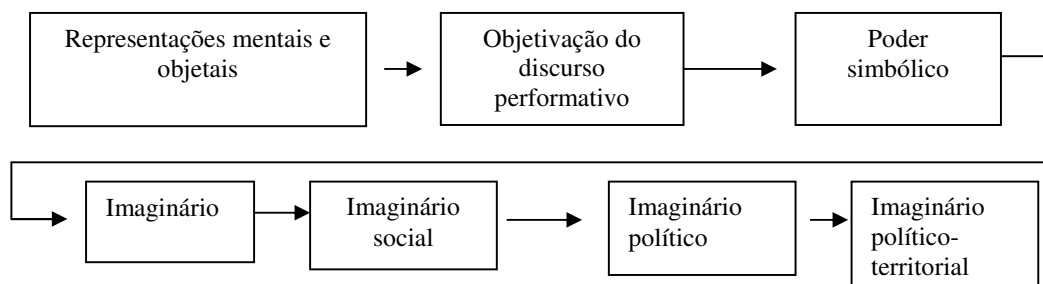 Representações mentais e
objetais
Objetivação do
discurso
performativo
Poder
simbólico
Imaginário
Imaginário
social
Imaginário
político
Imaginário
político-
territorial